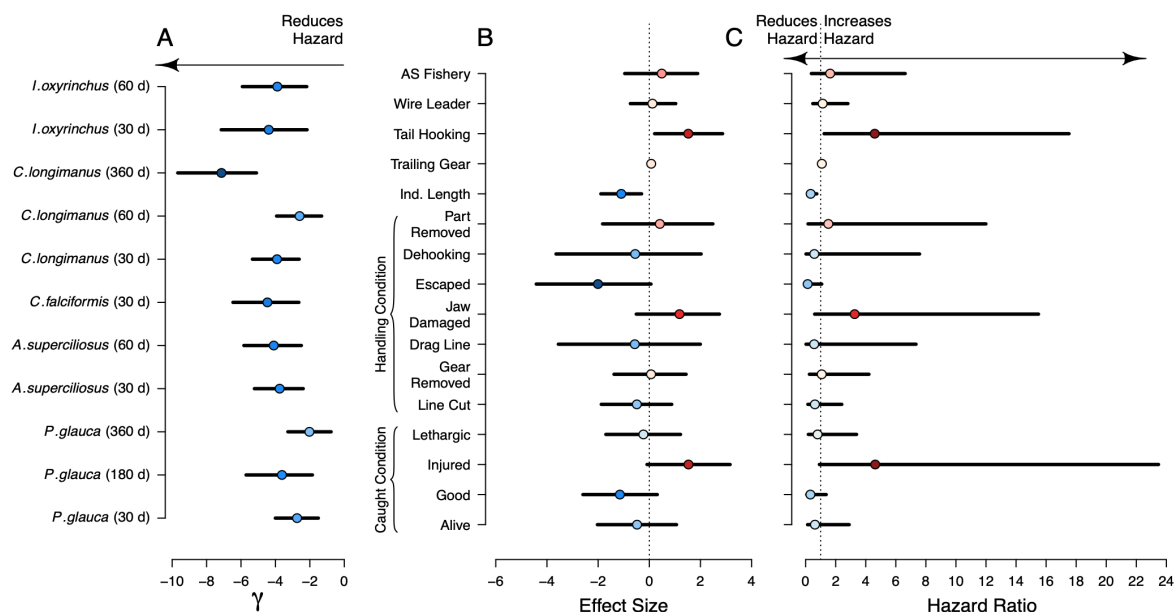 A
Reduces
Hazard
I.oxyrinchus (60 d)
I.oxyrinchus (30 d)
C.longimanus (360 d)
C.longimanus (60 d)
C.longimanus (30 d)
C.falciformis (30 d)
A.superciliosus (60 d)
A.superciliosus (30 d)
P.glauca (360 d)
P.glauca (180 d)
P.glauca (30 d)
−10 −8 −6 −4 −2 0
γ
B
AS Fishery
Wire Leader
Tail Hooking
Trailing Gear
Ind. Length
Part
Removed
Dehooking
Escaped
Jaw
Damaged
Drag Line
Gear
Removed
Line Cut
Lethargic
Injured
Good
Alive
Handling Condition
Caught Condition
−6 −4 −2 0 2 4
Effect Size
C
Reduces
Hazard
Increases
Hazard
0 2 4 6 8 10 12 14 16 18 20 22 24
Hazard Ratio